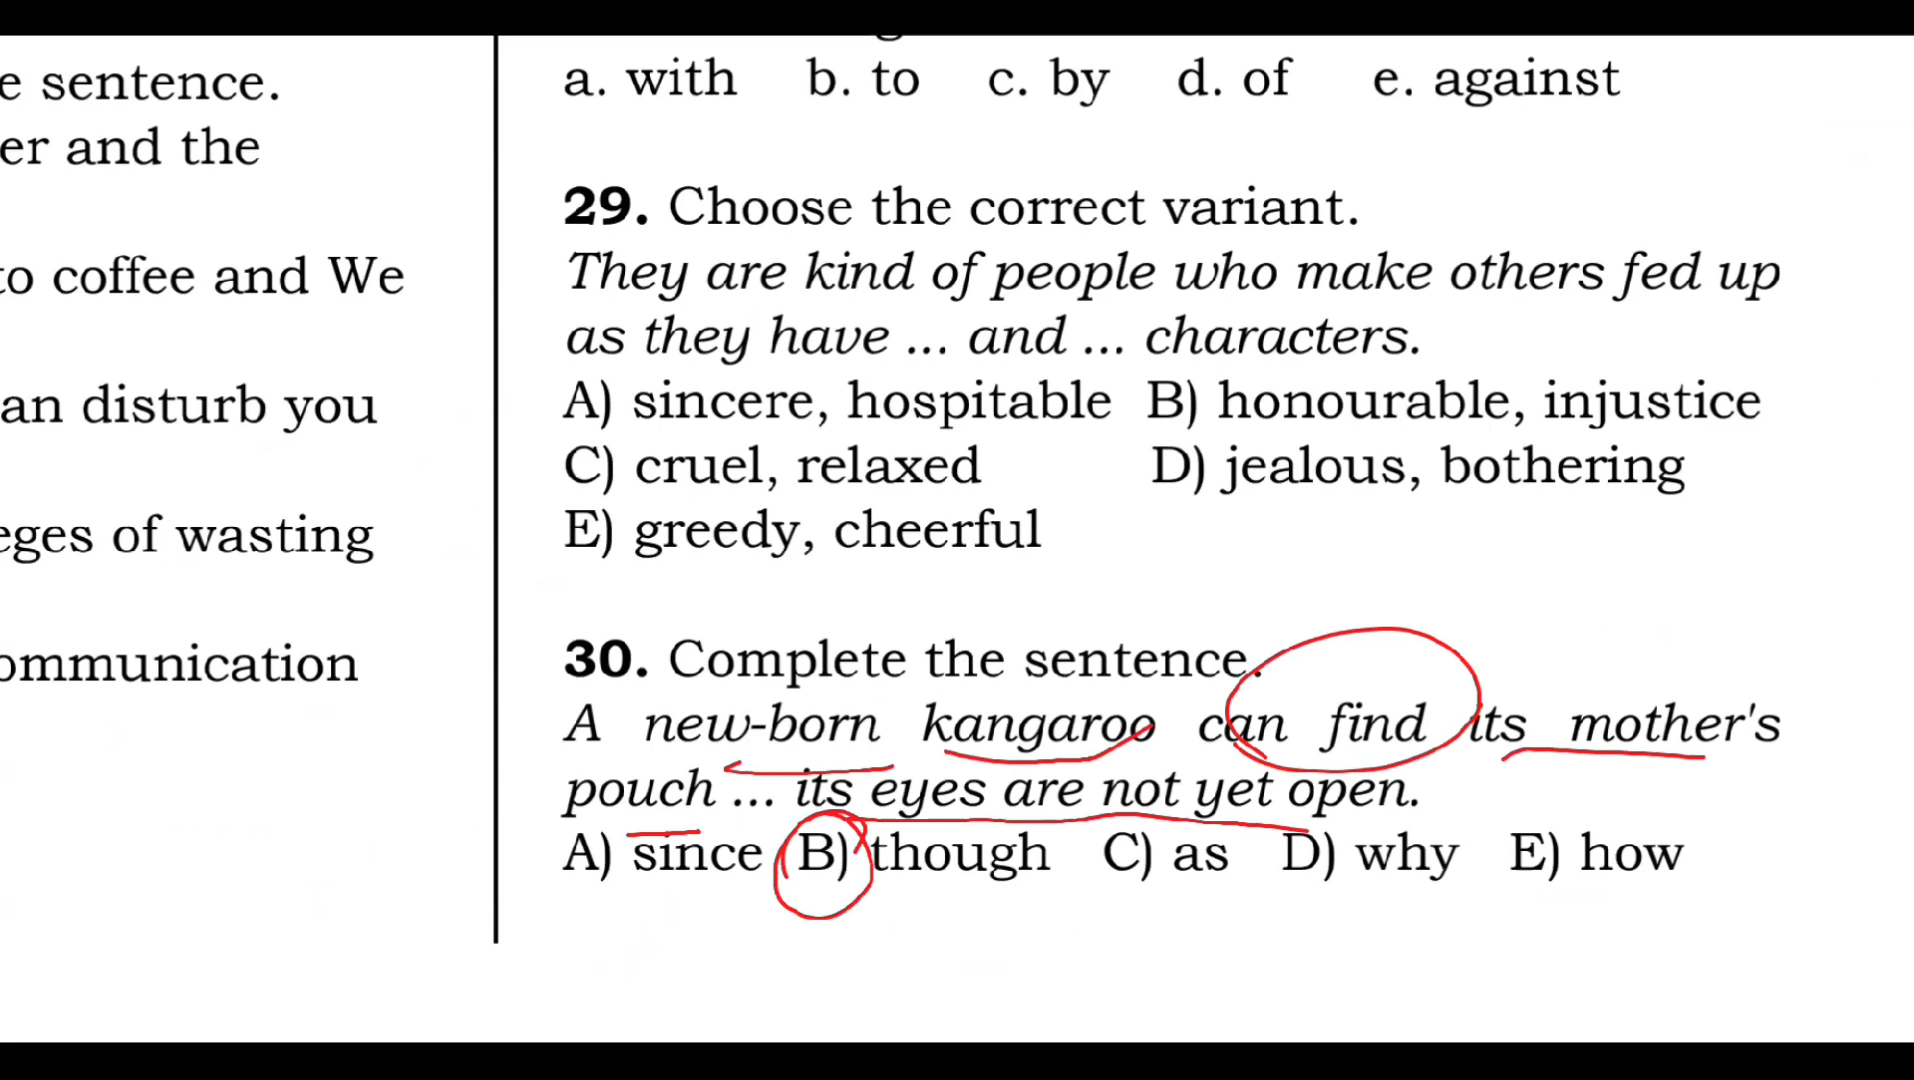 e sentence.
er and the
to coffee and We
an disturb you
eges of wasting
ommunication
a. with b. to c. by d. of e. against
29. Choose the correct variant.
They are kind of people who make others fed up
as they have ... and ... characters.
A) sincere, hospitable B) honourable, injustice
C) cruel, relaxed D) jealous, bothering
E) greedy, cheerful
30. Complete the sentence.
A new-born kangaroo can find its mother's
pouch ... its eyes are not yet open.
A) since B) though C) as D) why E) how